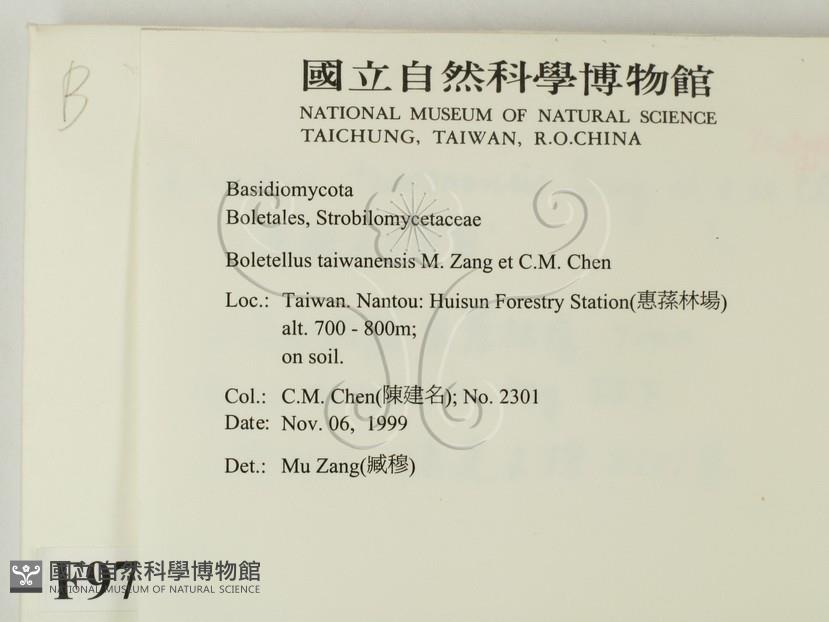 B
國立自然科學博物館
NATIONAL MUSEUM OF NATURAL SCIENCE
TAICHUNG, TAIWAN, R.O.CHINA
Basidiomycota
Boletales, Strobilomycetaceae
Boletellus taiwanensis M. Zang et C.M. Chen
Loc.: Taiwan. Nantou: Huisun Forestry Station(惠蓀林場)
alt. 700 - 800m;
on soil.
Col.: C.M. Chen(陳建名); No. 2301
Date: Nov. 06, 1999
Det.: Mu Zang(臧穆)
F97
國立自然科學博物館
NATIONAL MUSEUM OF NATURAL SCIENCE